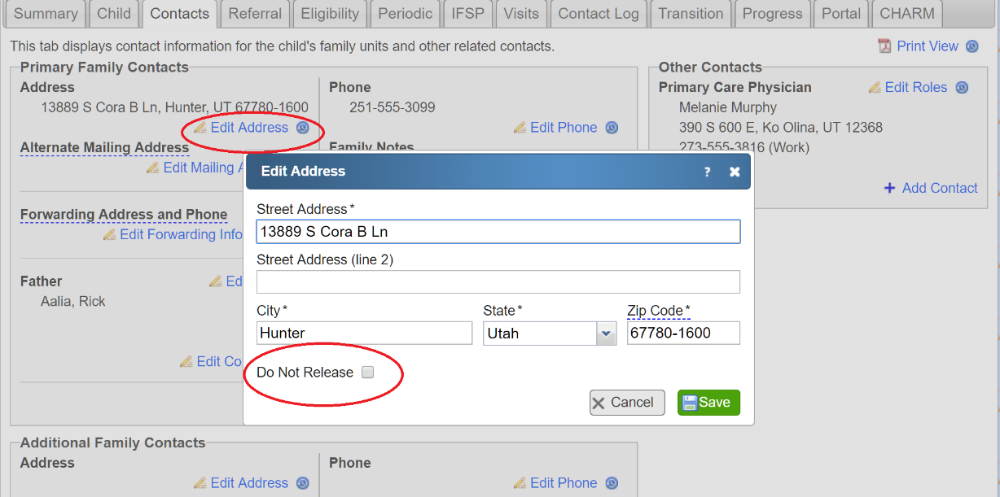 Summary Child Contacts Referral Eligibility Periodic IFSP Visits Contact Log Transition Progress Portal CHARM
This tab displays contact information for the child's family units and other related contacts.
Print View
Primary Family Contacts
Address
13889 S Cora B Ln, Hunter, UT 67780-1600
Edit Address
Phone
251-555-3099
Edit Phone
Alternate Mailing Address
Edit Mailing A
Family Notes
Forwarding Address and Phone
Edit Forwarding Info
Father
Ed
Aalia, Rick
Edit Co
Other Contacts
Primary Care Physician
Edit Roles
Melanie Murphy
390 S 600 E, Ko Olina, UT 12368
273-555-3816 (Work)
+ Add Contact
Edit Address
? ×
Street Address*
13889 S Cora B Ln
Street Address (line 2)
City* State* Zip Code*
Hunter Utah 67780-1600
Do Not Release
Cancel Save
Additional Family Contacts
Address
Edit Address
Phone
Edit Phone